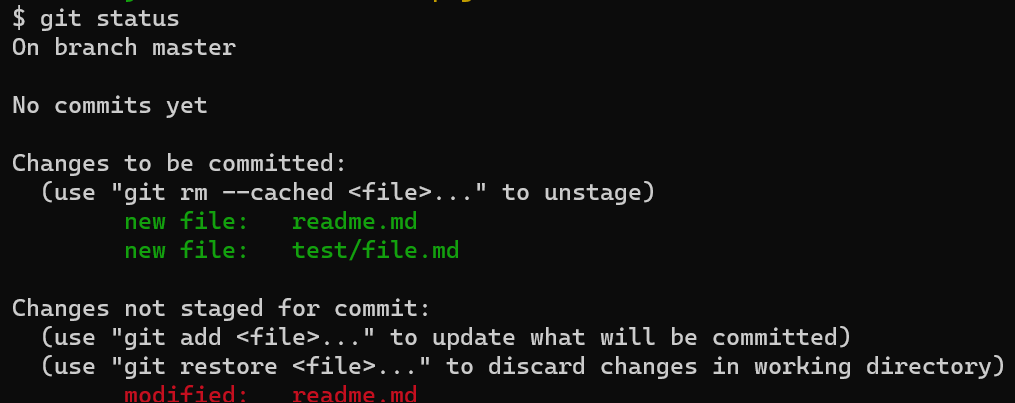 $ git status
On branch master
No commits yet
Changes to be committed:
(use "git rm --cached <file>..." to unstage)
new file:   readme.md
new file:   test/file.md
Changes not staged for commit:
(use "git add <file>..." to update what will be committed)
(use "git restore <file>..." to discard changes in working directory)
modified:   readme.md